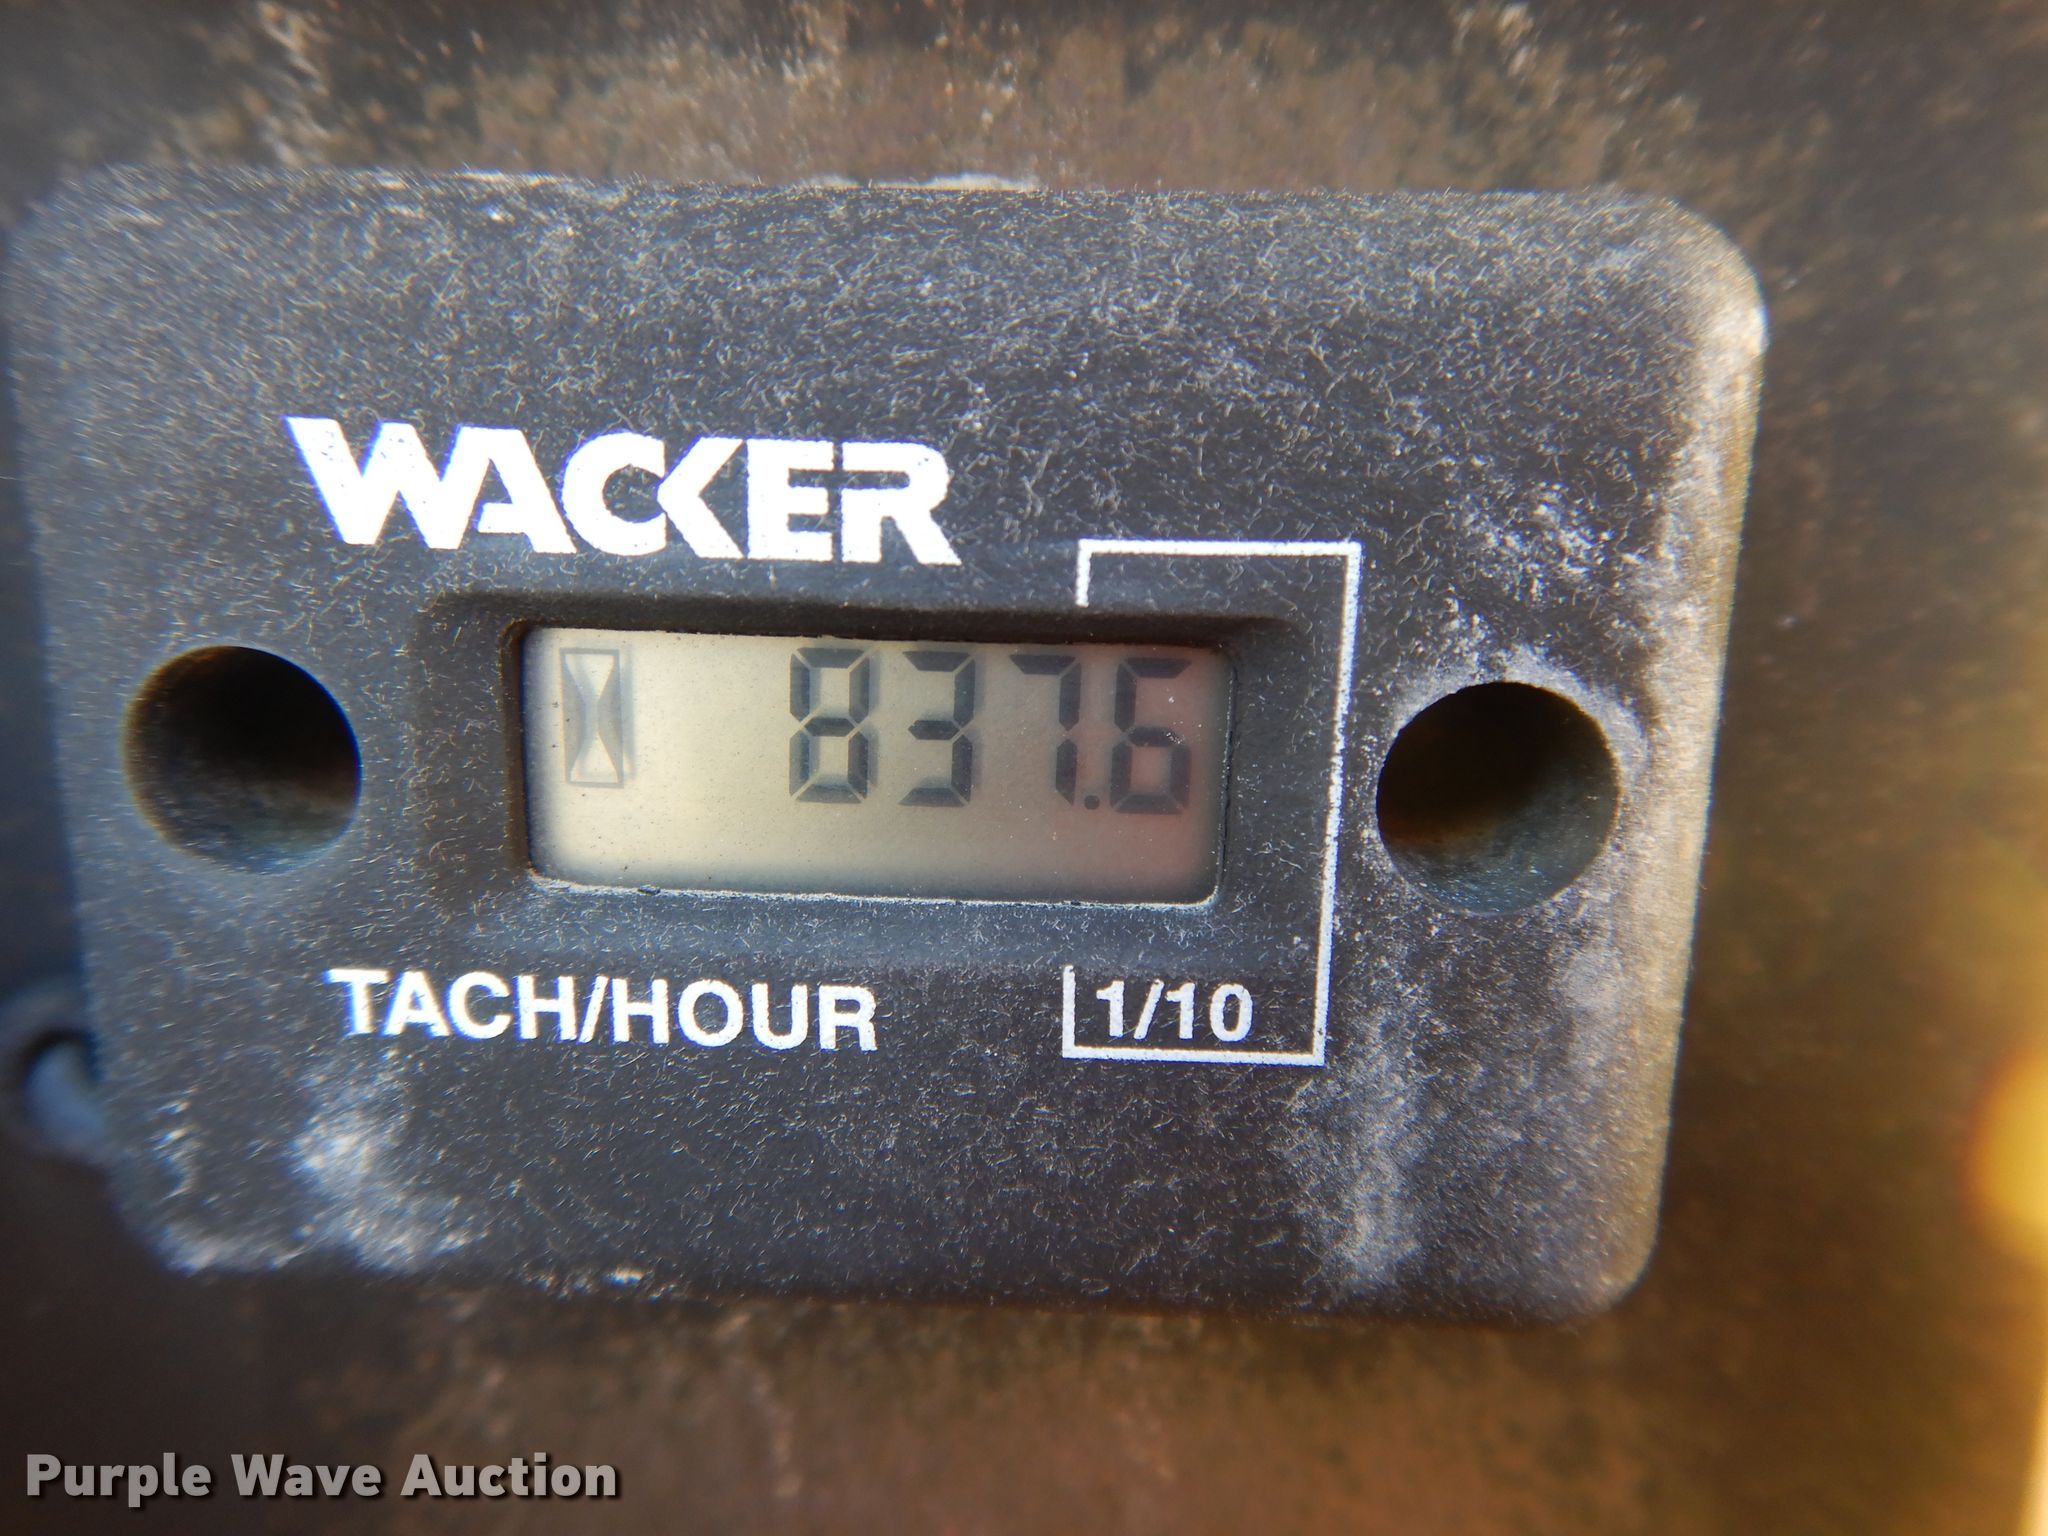 WACKER
837.6
TACH/HOUR 1/10
Purple Wave Auction